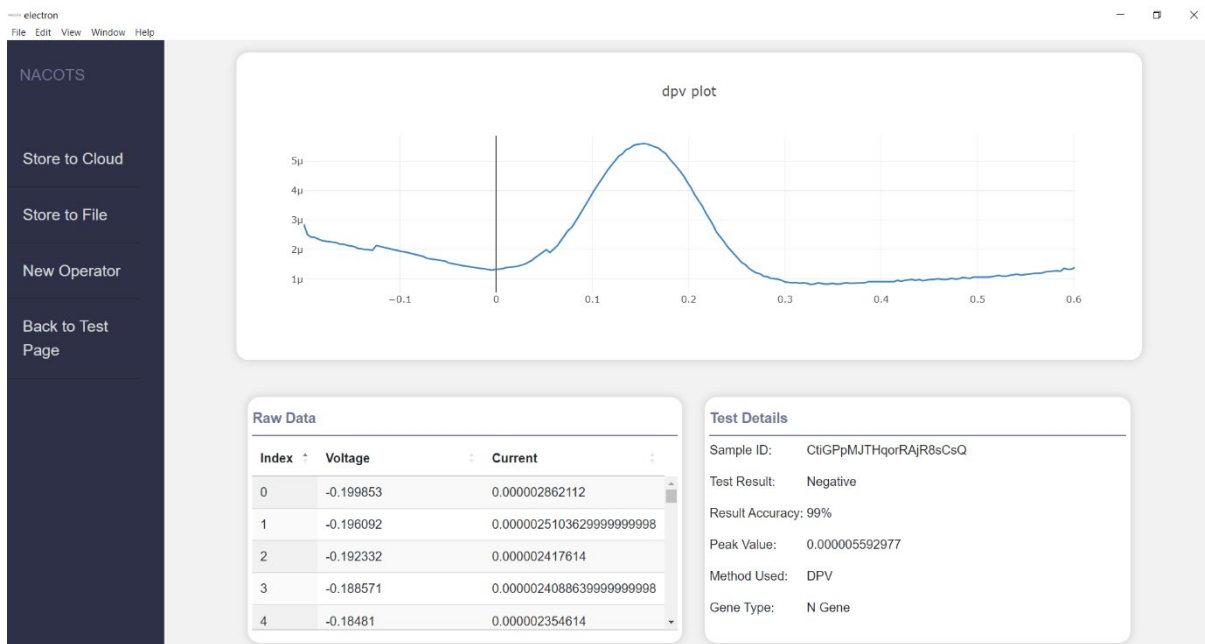 electron
File Edit View Window Help
NACOTS
Store to Cloud
Store to File
New Operator
Back to Test
Page
dpv plot
5μ
4μ
3μ
2μ
1μ
−0.1 0 0.1 0.2 0.3 0.4 0.5 0.6
Raw Data
Index Voltage Current
0 -0.199853 0.000002862112
1 -0.196092 0.0000025103629999999998
2 -0.192332 0.000002417614
3 -0.188571 0.0000024088639999999998
4 -0.18481 0.000002354614
Test Details
Sample ID: CtiGPpMJTHqorRAjR8sCsQ
Test Result: Negative
Result Accuracy: 99%
Peak Value: 0.000005592977
Method Used: DPV
Gene Type: N Gene